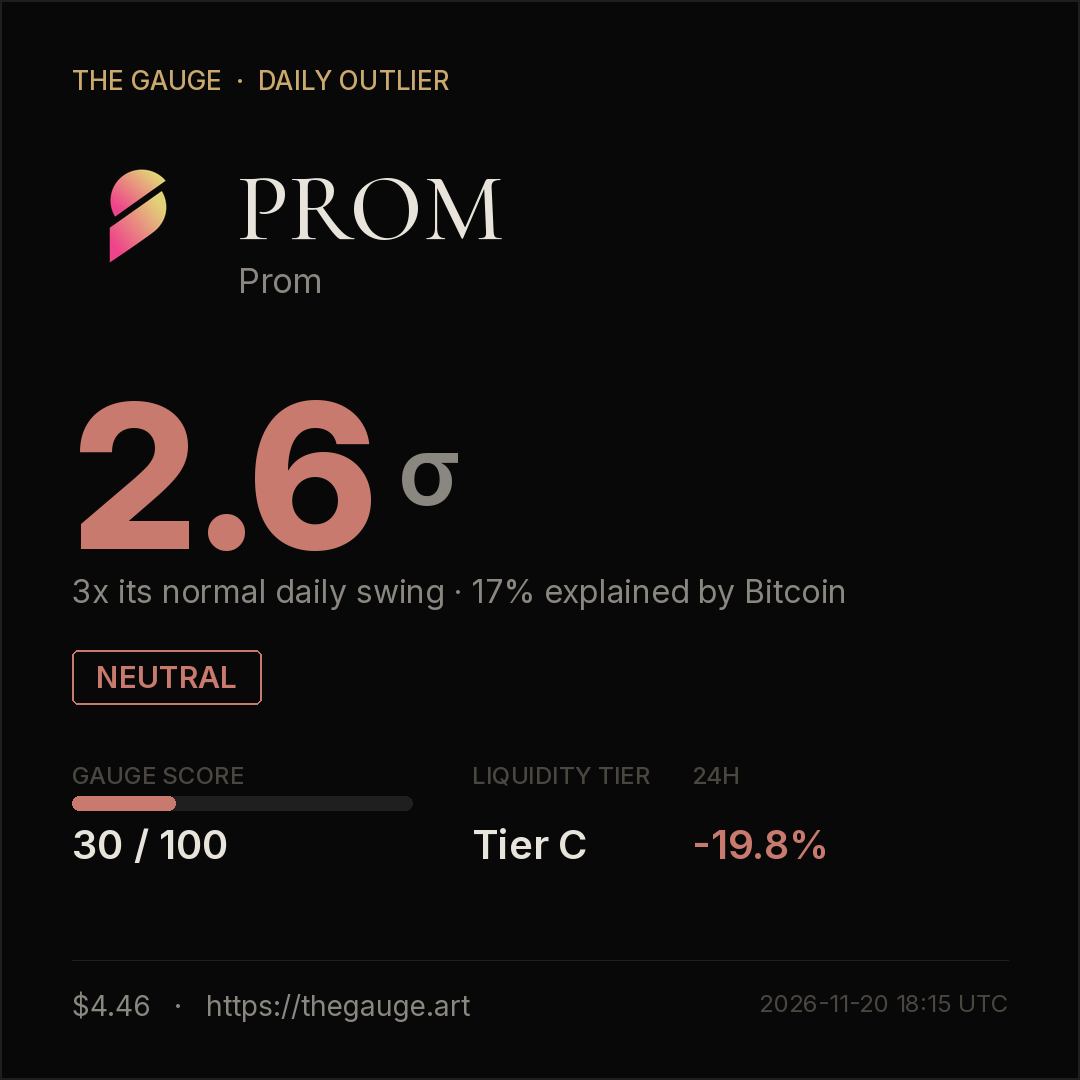 THE GAUGE · DAILY OUTLIER
PROM
Prom
2.6 σ
3x its normal daily swing · 17% explained by Bitcoin
NEUTRAL
GAUGE SCORE LIQUIDITY TIER 24H
30 / 100 Tier C -19.8%
$4.46 · https://thegauge.art 2026-11-20 18:15 UTC